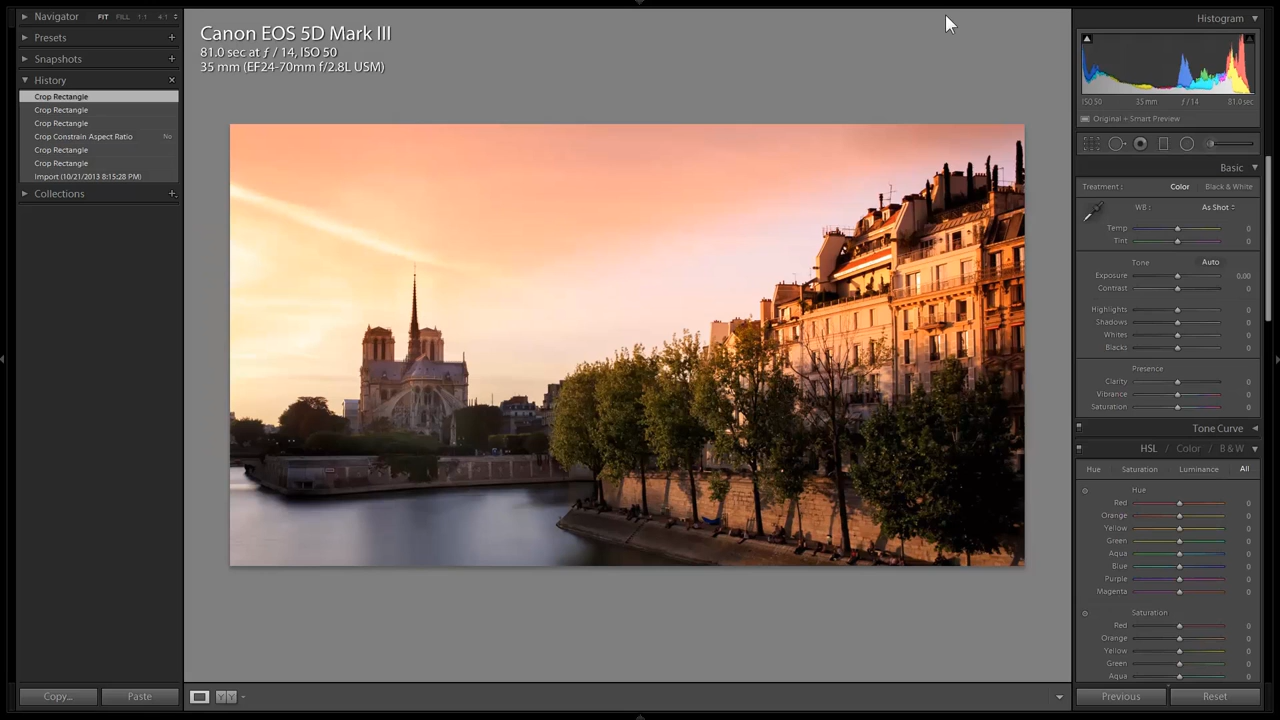 Navigator FIT FILL 1:1 4:1
Presets
Snapshots
History
Crop Rectangle
Crop Rectangle
Crop Rectangle
Crop Constrain Aspect Ratio No
Crop Rectangle
Crop Rectangle
Import (10/21/2013 8:15:28 PM)
Collections
Copy...
Paste
Canon EOS 5D Mark III
81.0 sec at ƒ / 14, ISO 50
35 mm (EF24-70mm f/2.8L USM)
Y Y
Histogram
ISO 50 35 mm ƒ / 14 81.0 sec
Original + Smart Preview
Basic
Treatment : Color Black & White
WB : As Shot
Temp 0
Tint 0
Tone Auto
Exposure 0.00
Contrast 0
Highlights 0
Shadows 0
Whites 0
Blacks 0
Presence
Clarity 0
Vibrance 0
Saturation 0
Tone Curve
HSL / Color / B & W
Hue Saturation Luminance All
Hue
Red 0
Orange 0
Yellow 0
Green 0
Aqua 0
Blue 0
Purple 0
Magenta 0
Saturation
Red 0
Orange 0
Yellow 0
Green 0
Aqua 0
Previous
Reset